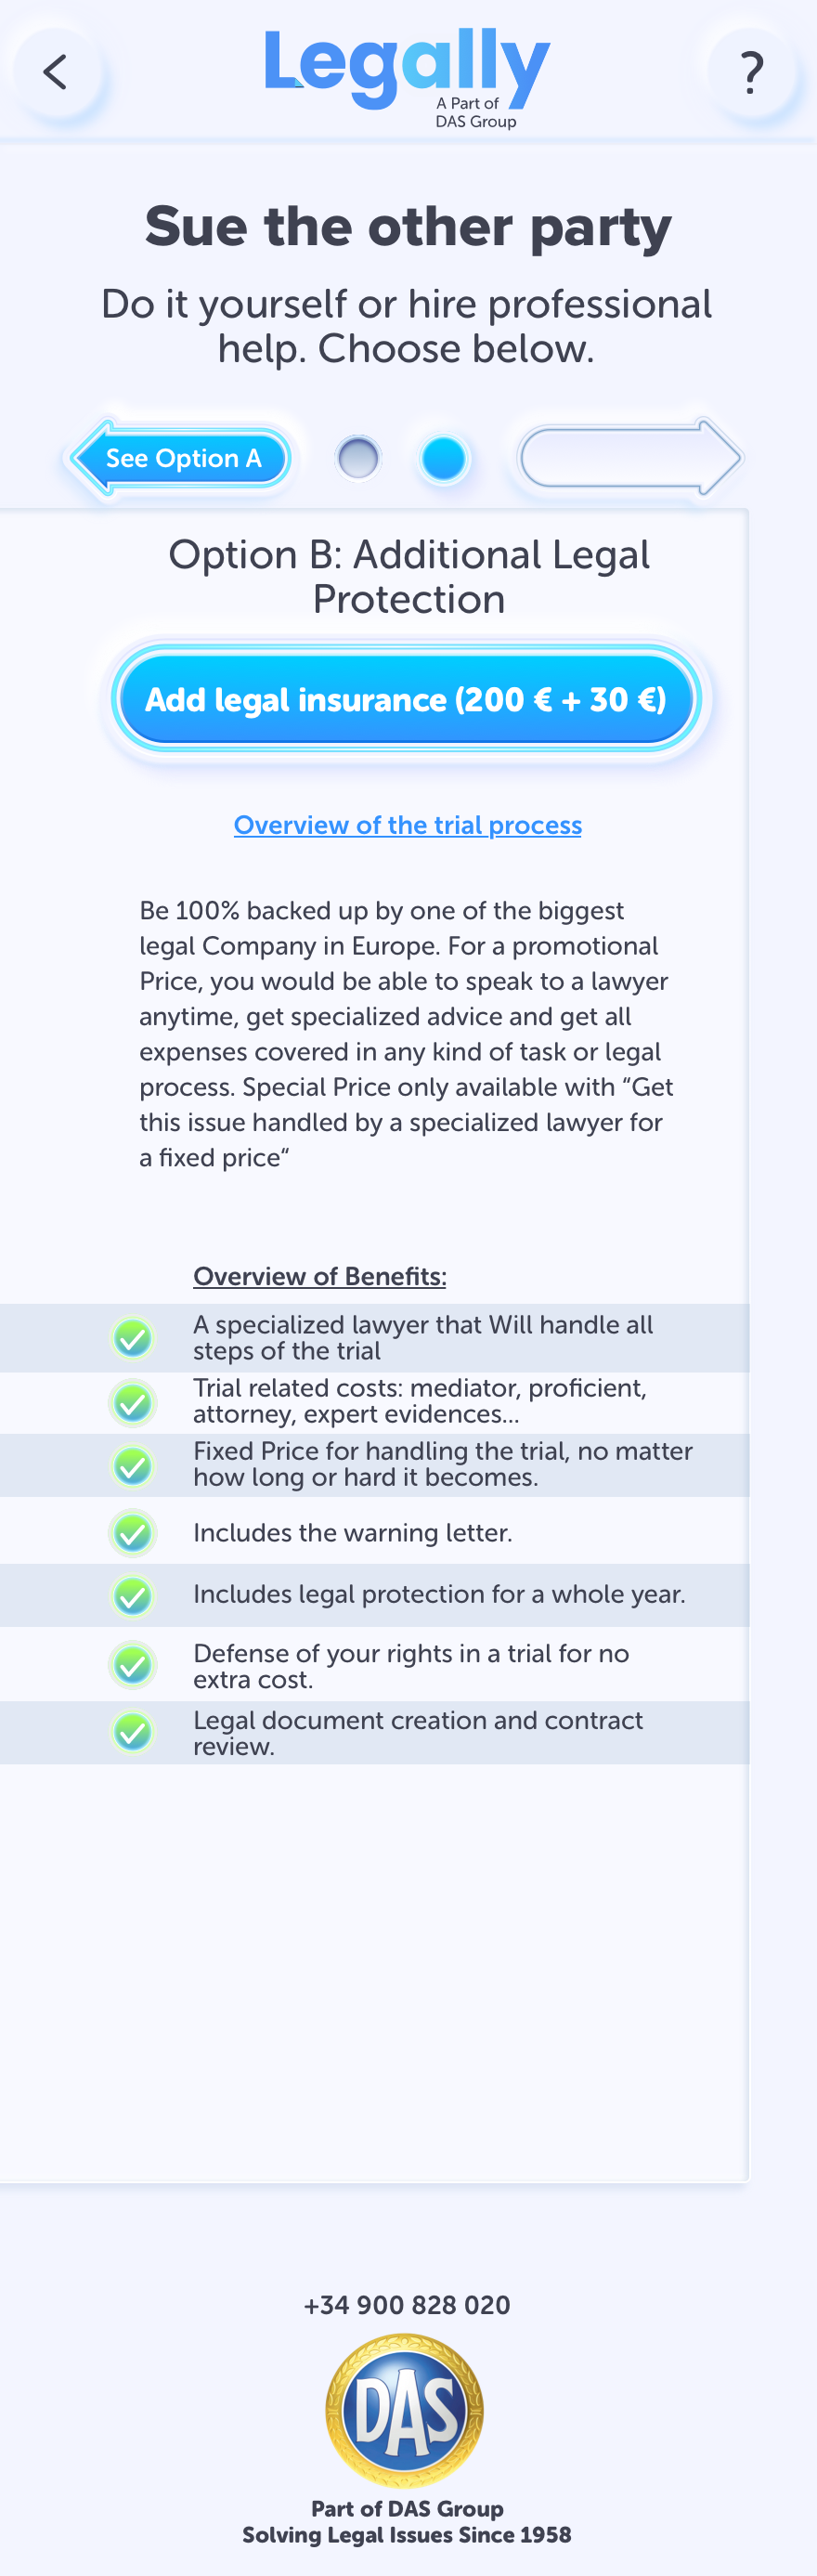 Legally
A Part of
DAS Group
?
Sue the other party
Do it yourself or hire professional
help. Choose below.
See Option A
Option B: Additional Legal
Protection
Add legal insurance (200 € + 30 €)
Overview of the trial process
Be 100% backed up by one of the biggest
legal Company in Europe. For a promotional
Price, you would be able to speak to a lawyer
anytime, get specialized advice and get all
expenses covered in any kind of task or legal
process. Special Price only available with “Get
this issue handled by a specialized lawyer for
a fixed price“
Overview of Benefits:
A specialized lawyer that Will handle all
steps of the trial
Trial related costs: mediator, proficient,
attorney, expert evidences...
Fixed Price for handling the trial, no matter
how long or hard it becomes.
Includes the warning letter.
Includes legal protection for a whole year.
Defense of your rights in a trial for no
extra cost.
Legal document creation and contract
review.
+34 900 828 020
DAS
Part of DAS Group
Solving Legal Issues Since 1958